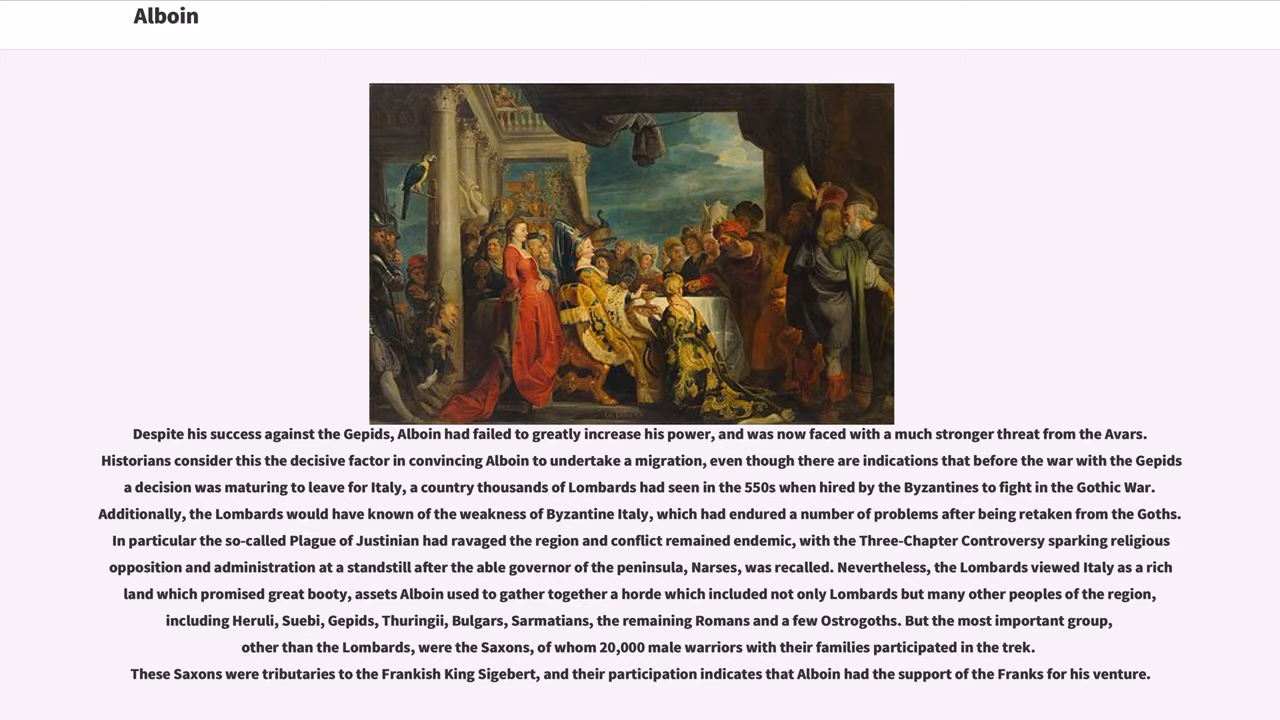 Alboin
Despite his success against the Gepids, Alboin had failed to greatly increase his power, and was now faced with a much stronger threat from the Avars.
Historians consider this the decisive factor in convincing Alboin to undertake a migration, even though there are indications that before the war with the Gepids
a decision was maturing to leave for Italy, a country thousands of Lombards had seen in the 550s when hired by the Byzantines to fight in the Gothic War.
Additionally, the Lombards would have known of the weakness of Byzantine Italy, which had endured a number of problems after being retaken from the Goths.
In particular the so-called Plague of Justinian had ravaged the region and conflict remained endemic, with the Three-Chapter Controversy sparking religious
opposition and administration at a standstill after the able governor of the peninsula, Narses, was recalled. Nevertheless, the Lombards viewed Italy as a rich
land which promised great booty, assets Alboin used to gather together a horde which included not only Lombards but many other peoples of the region,
including Heruli, Suebi, Gepids, Thuringii, Bulgars, Sarmatians, the remaining Romans and a few Ostrogoths. But the most important group,
other than the Lombards, were the Saxons, of whom 20,000 male warriors with their families participated in the trek.
These Saxons were tributaries to the Frankish King Sigebert, and their participation indicates that Alboin had the support of the Franks for his venture.